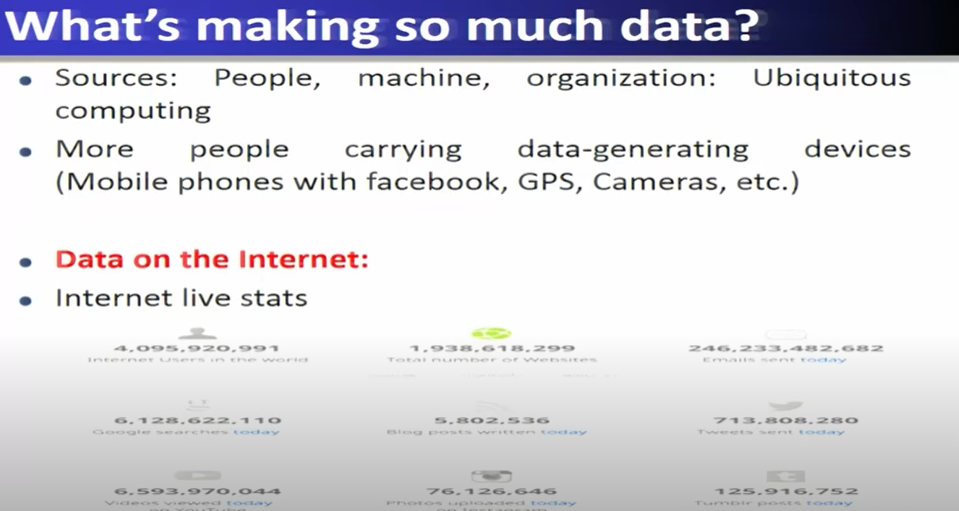 What's making so much data?
• Sources: People, machine, organization: Ubiquitous
computing
• More people carrying data-generating devices
(Mobile phones with facebook, GPS, Cameras, etc.)
• Data on the Internet:
• Internet live stats
4,095,920,991 1,938,618,299 246,233,482,682
Internet Users in the world Total number of Websites Emails sent today
6,128,622,110 5,802,536 713,808,280
Google searches today Blog posts written today Tweets sent today
6,593,970,044 76,126,646 125,916,752
Videos viewed today Photos uploaded today Tumblr posts today
on YouTube on Instagram